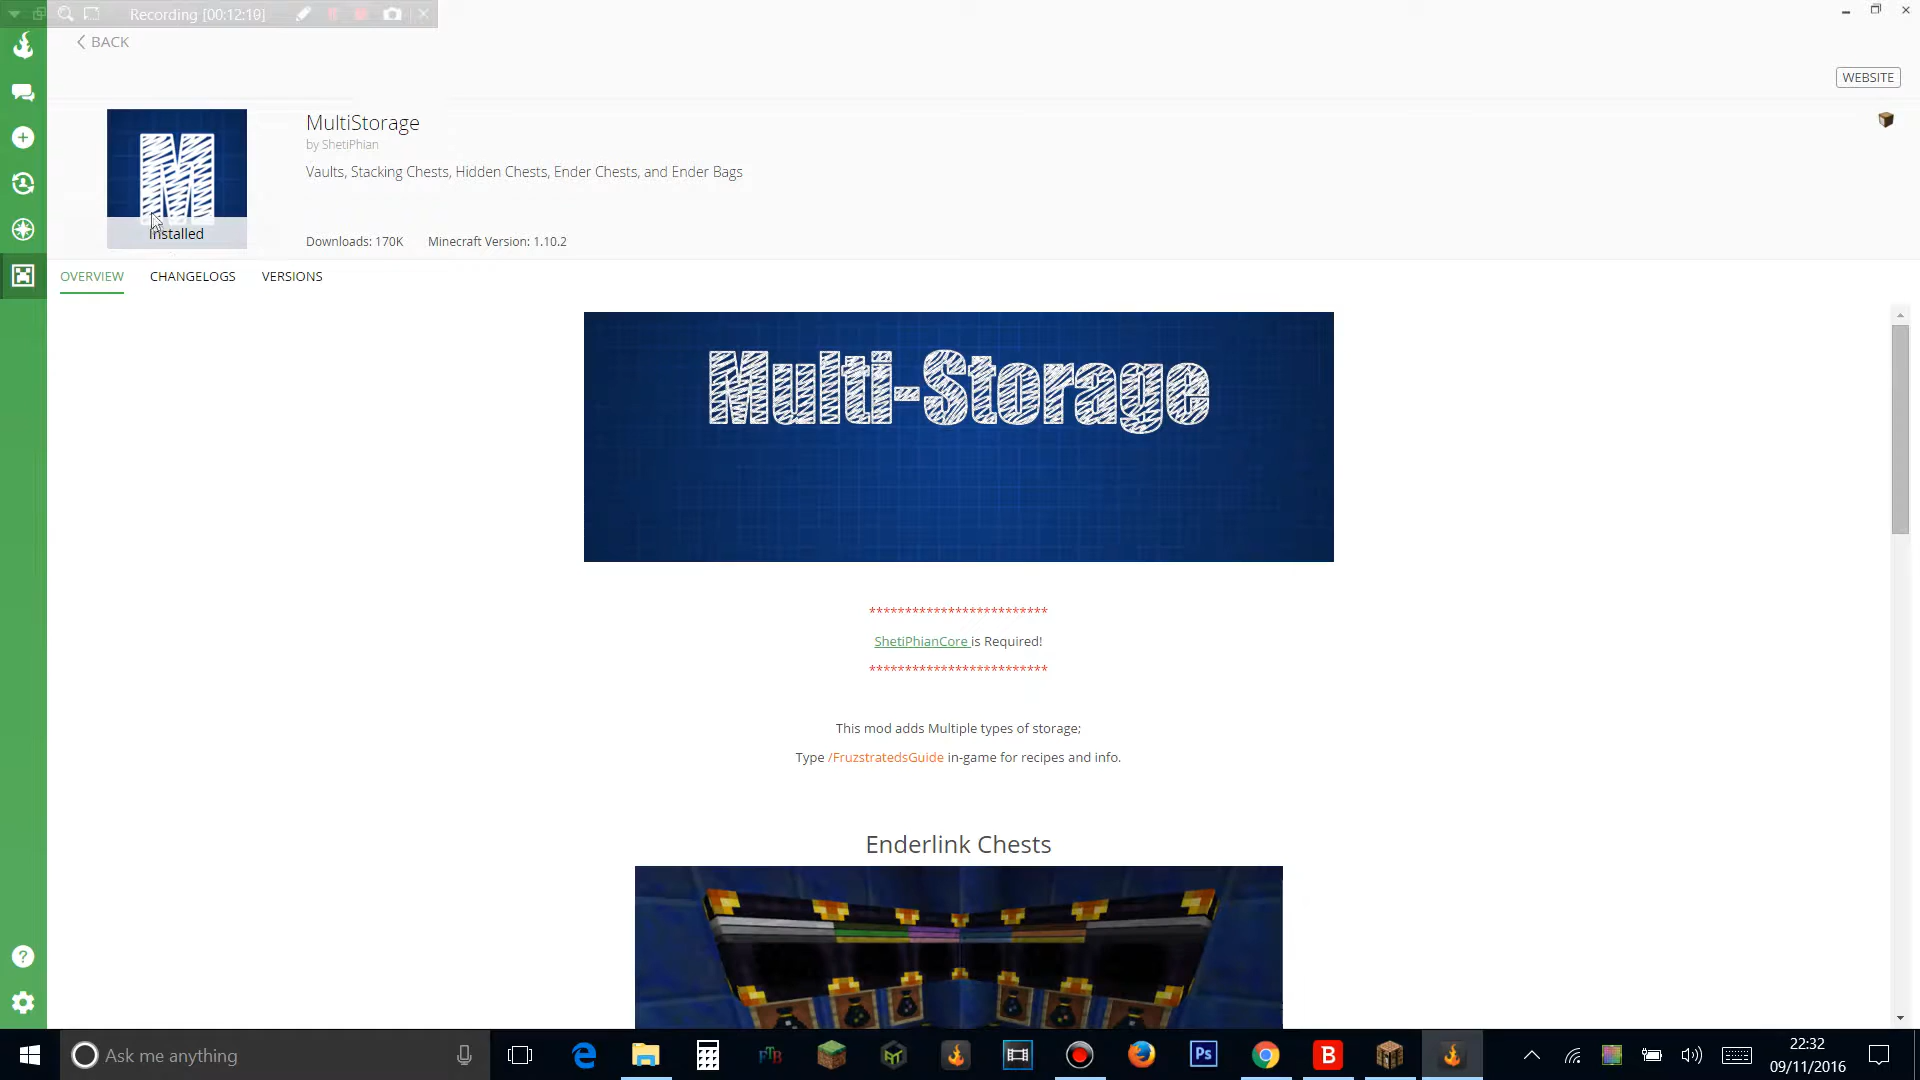 Recording [00:12:19]
BACK
WEBSITE
M
Installed
MultiStorage
by ShetiPhian
Vaults, Stacking Chests, Hidden Chests, Ender Chests, and Ender Bags
Downloads: 170K Minecraft Version: 1.10.2
OVERVIEW CHANGELOGS VERSIONS
Multi-Storage
**************************
ShetiPhianCore is Required!
**************************
This mod adds Multiple types of storage;
Type /FruzstratedsGuide in-game for recipes and info.
Enderlink Chests
Ask me anything
FTB
Ps
B
22:32
09/11/2016